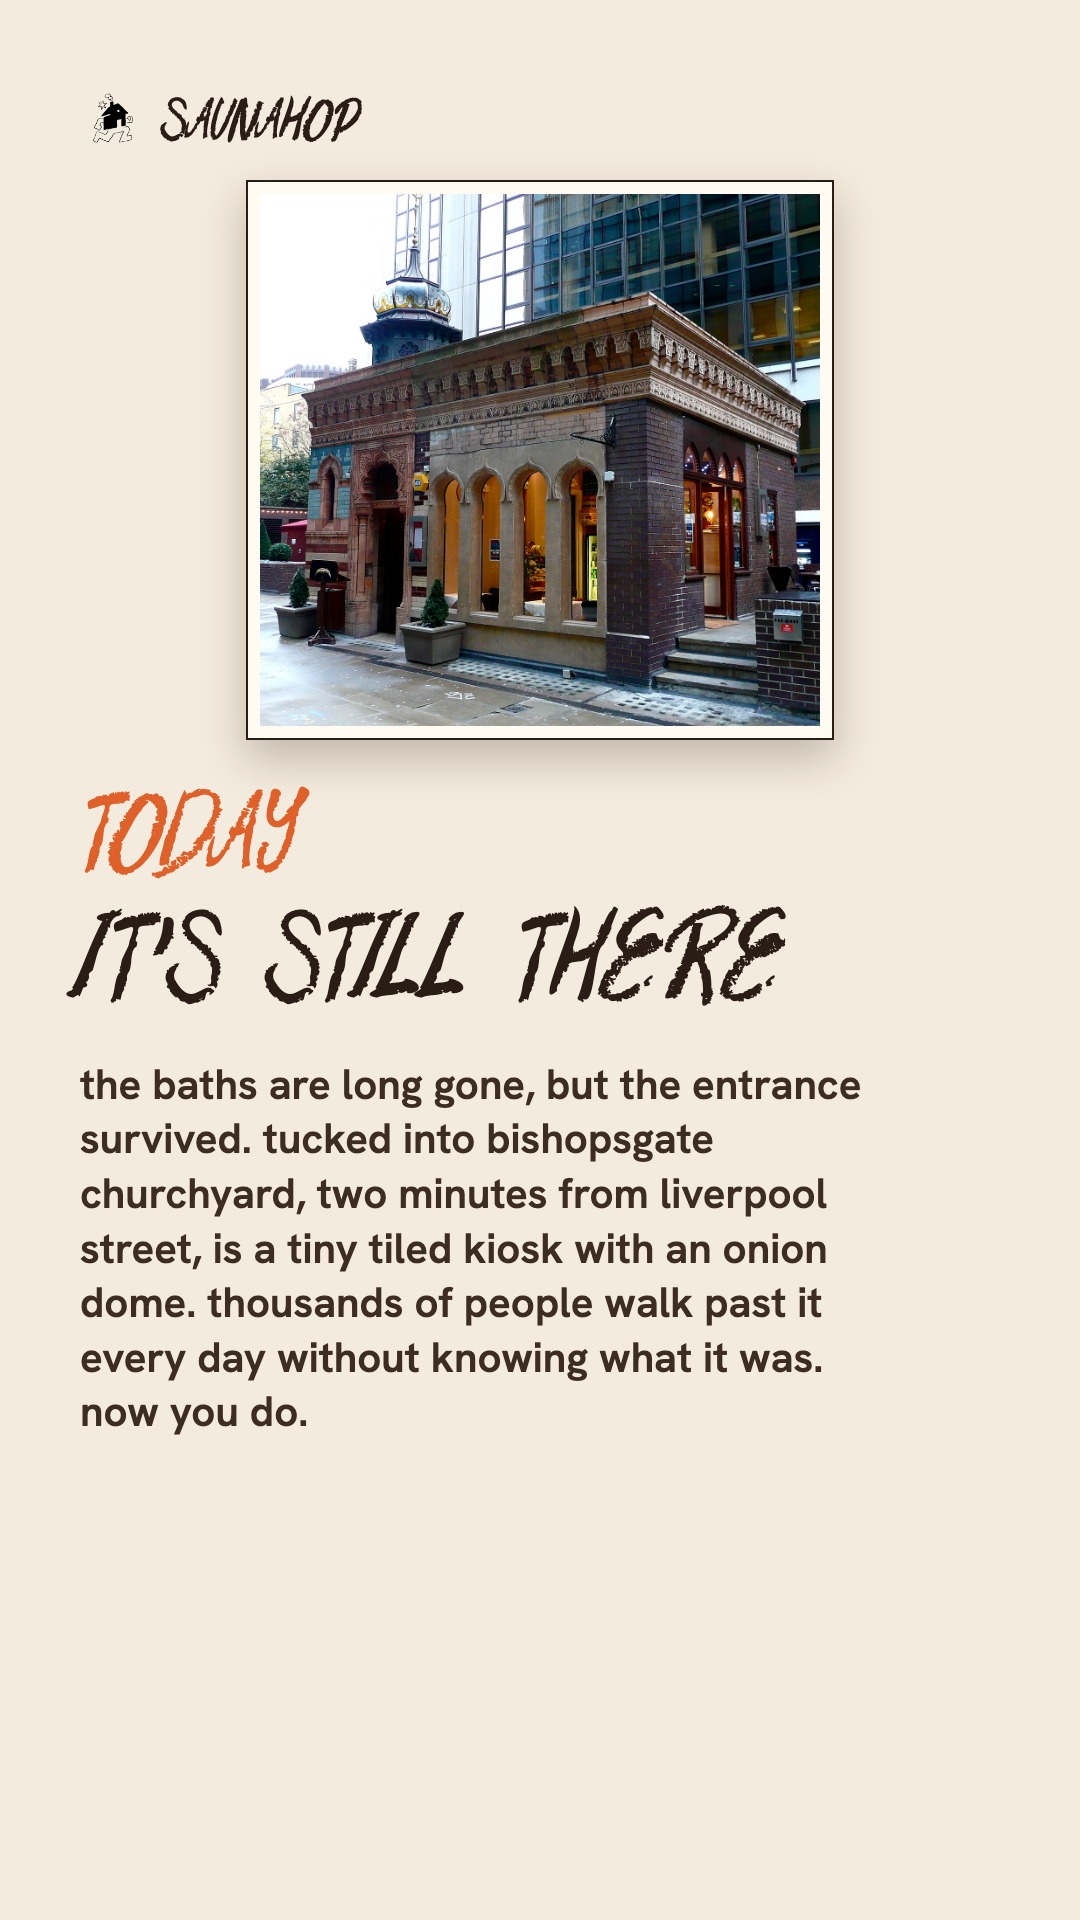 SAUNAHOP
TODAY
IT'S STILL THERE
the baths are long gone, but the entrance
survived. tucked into bishopsgate
churchyard, two minutes from liverpool
street, is a tiny tiled kiosk with an onion
dome. thousands of people walk past it
every day without knowing what it was.
now you do.